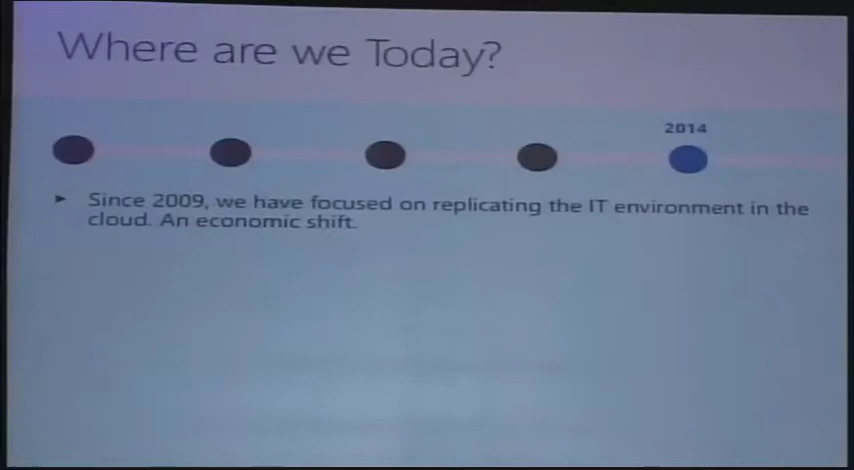 Where are we Today?
2014
► Since 2009, we have focused on replicating the IT environment in the
cloud. An economic shift.